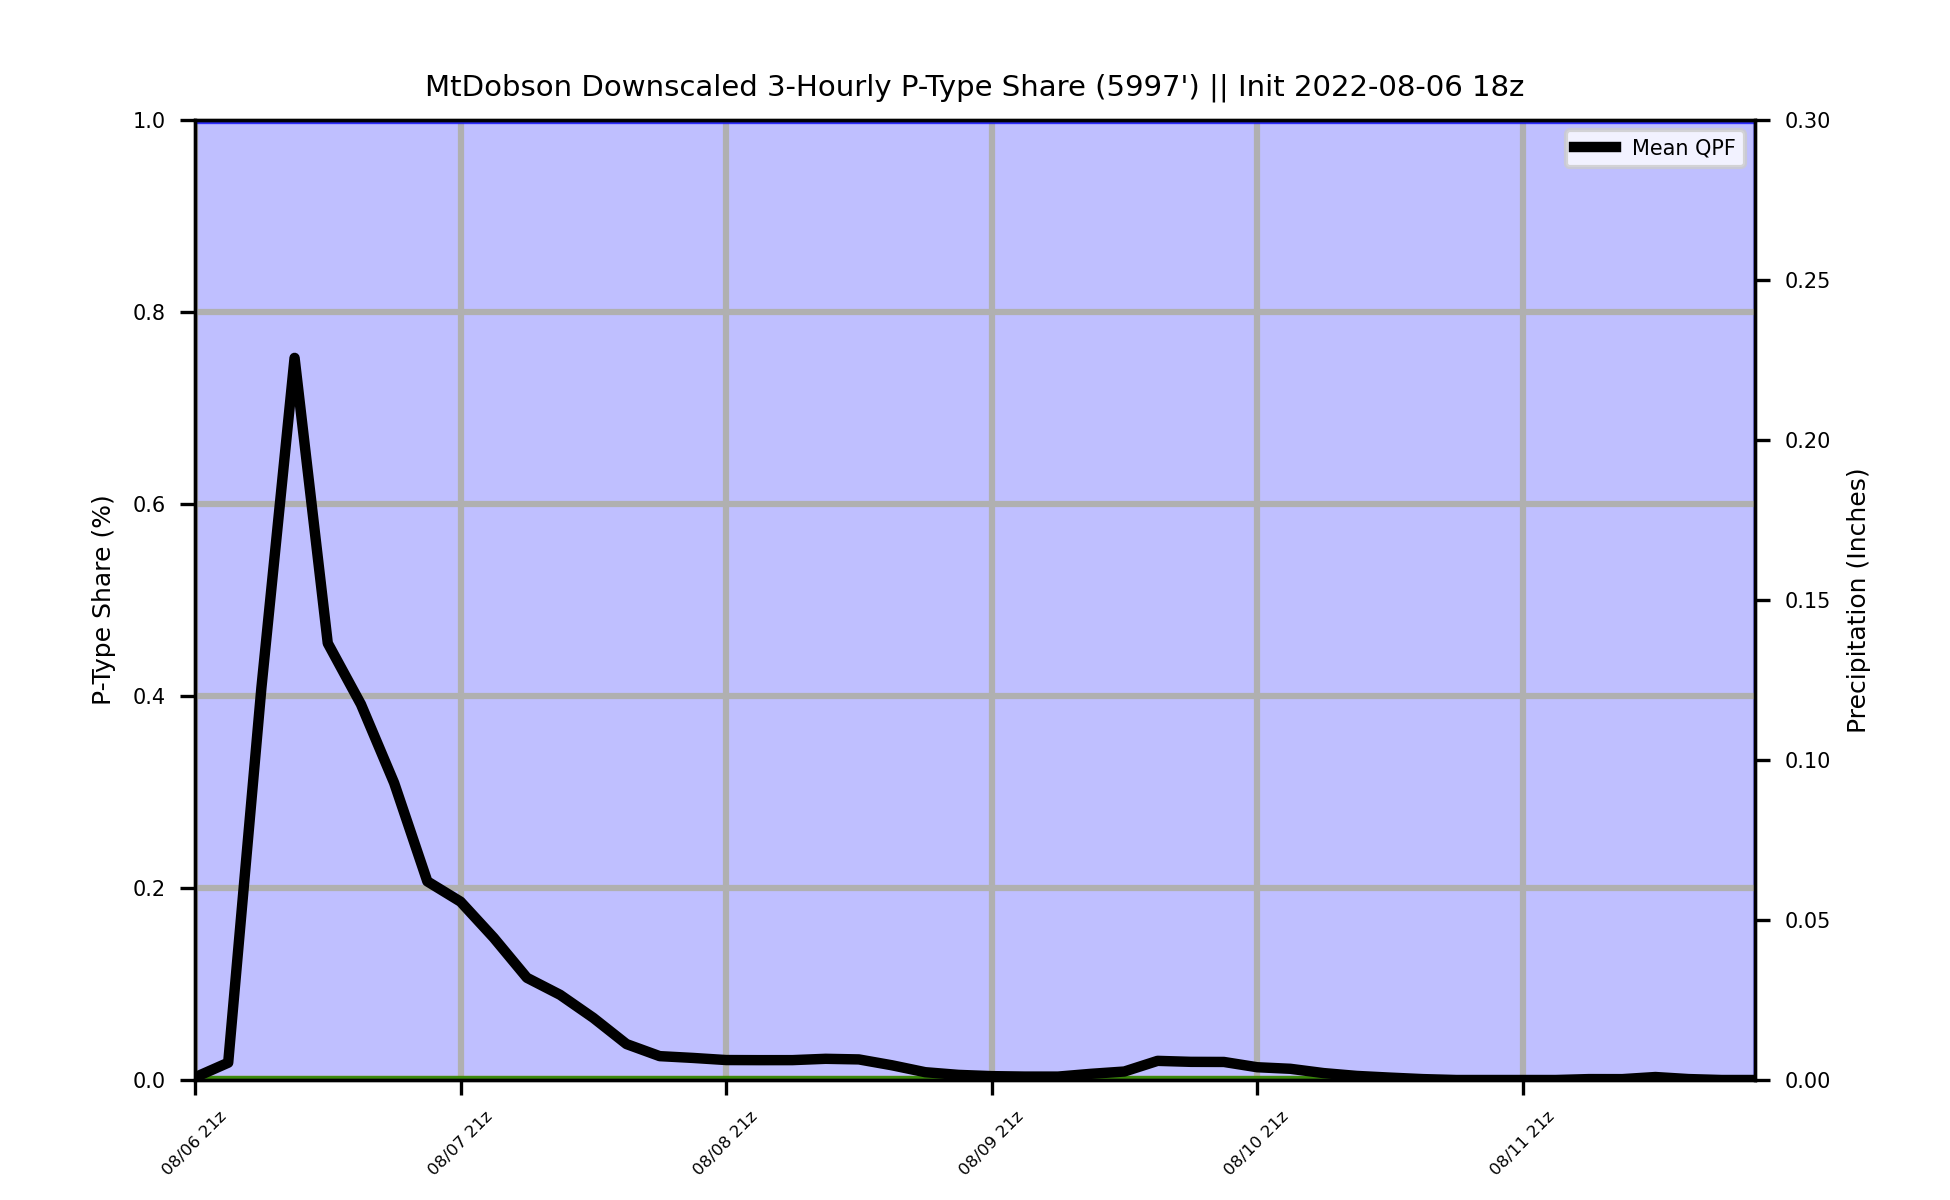 MtDobson Downscaled 3-Hourly P-Type Share (5997') || Init 2022-08-06 18z
Mean QPF
P-Type Share (%)
1.0
0.8
0.6
0.4
0.2
0.0
0.30
0.25
0.20
0.15
0.10
0.05
0.00
Precipitation (Inches)
08/06 21z
08/07 21z
08/08 21z
08/09 21z
08/10 21z
08/11 21z